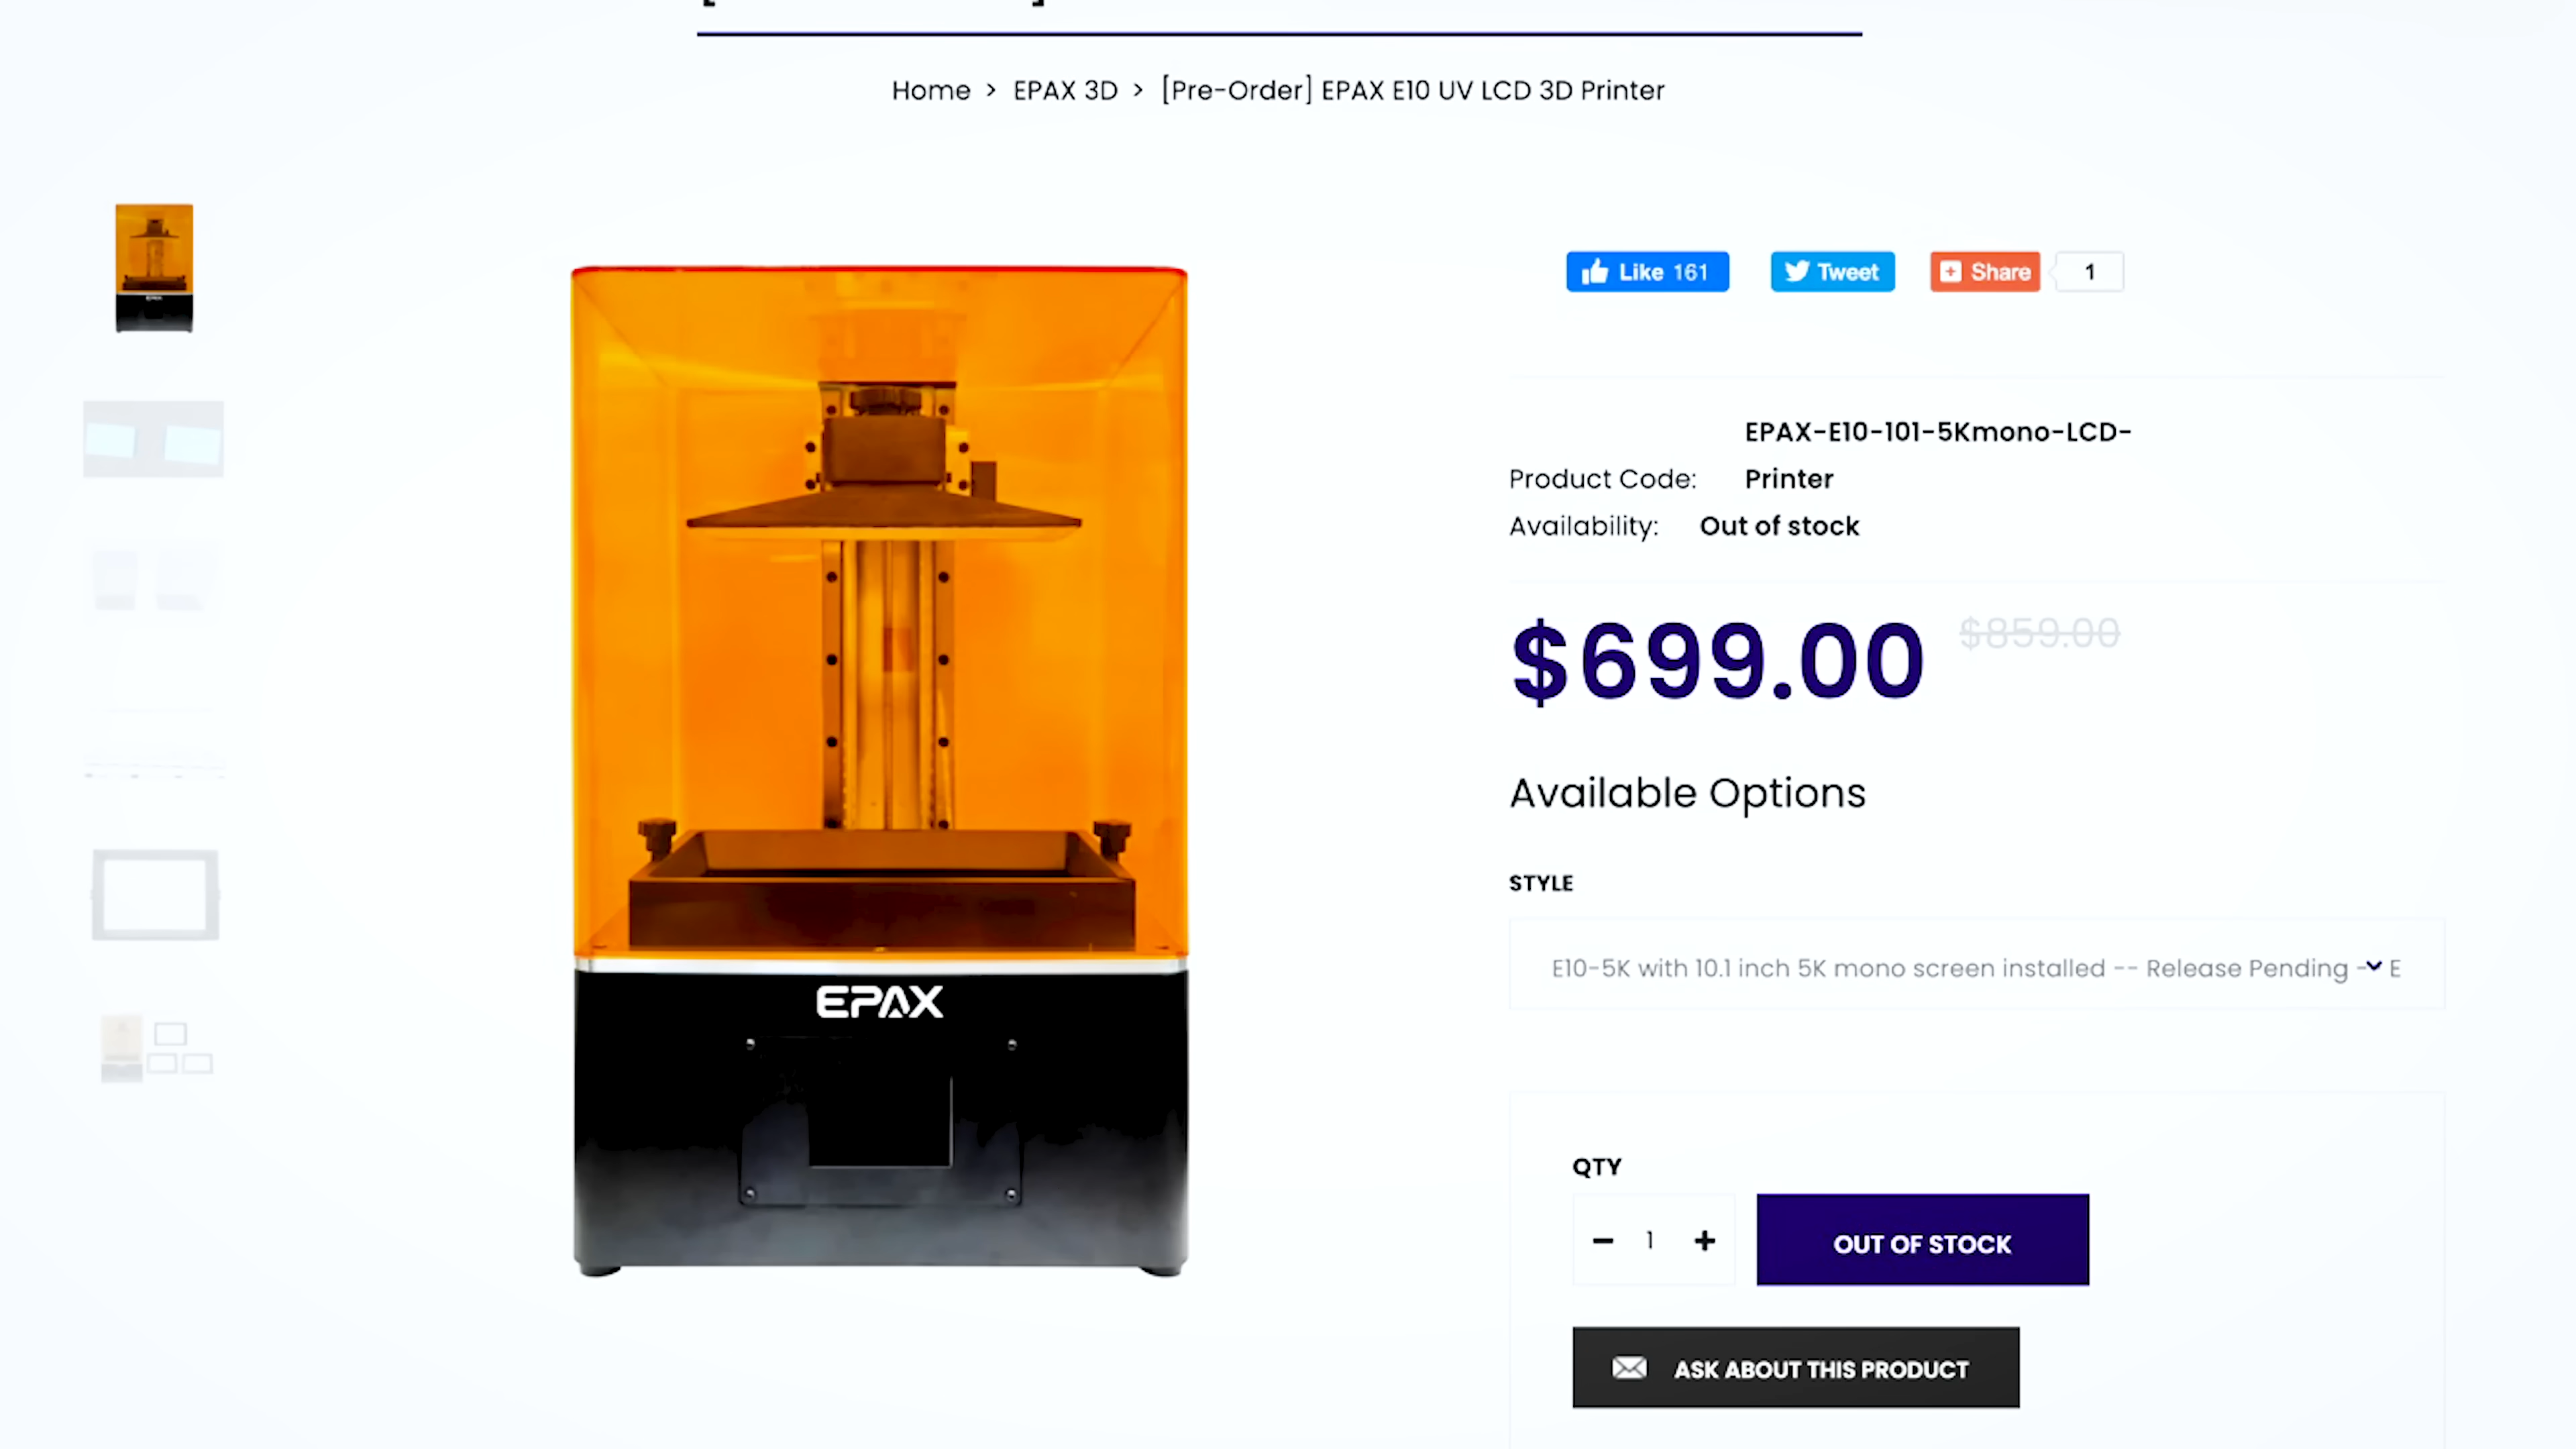 Home > EPAX 3D > [Pre-Order] EPAX E10 UV LCD 3D Printer
Like 161
Tweet
Share
1
EPAX-E10-101-5Kmono-LCD-
Product Code: Printer
Availability: Out of stock
$699.00 $859.00
Available Options
STYLE
E10-5K with 10.1 inch 5K mono screen installed -- Release Pending - E
QTY
- 1 +
OUT OF STOCK
ASK ABOUT THIS PRODUCT
EPAX